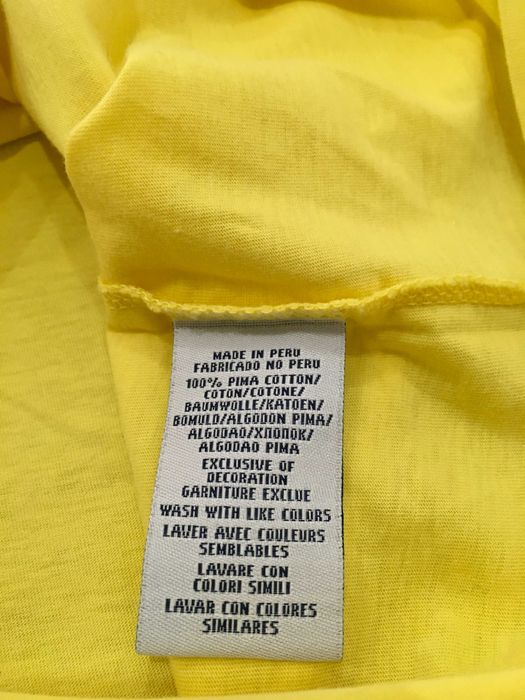 MADE IN PERU
FABRICADO NO PERU
100% PIMA COTTON/
COTON/COTONE/
BAUMWOLLE/KATOEN/
BOMULD/ALGODON PIMA/
ALGODAO/ХЛОПОК/
ALGODAO PIMA
EXCLUSIVE OF
DECORATION
GARNITURE EXCLUE
WASH WITH LIKE COLORS
LAVER AVEC COULEURS
SEMBLABLES
LAVARE CON
COLORI SIMILI
LAVAR CON COLORES
SIMILARES